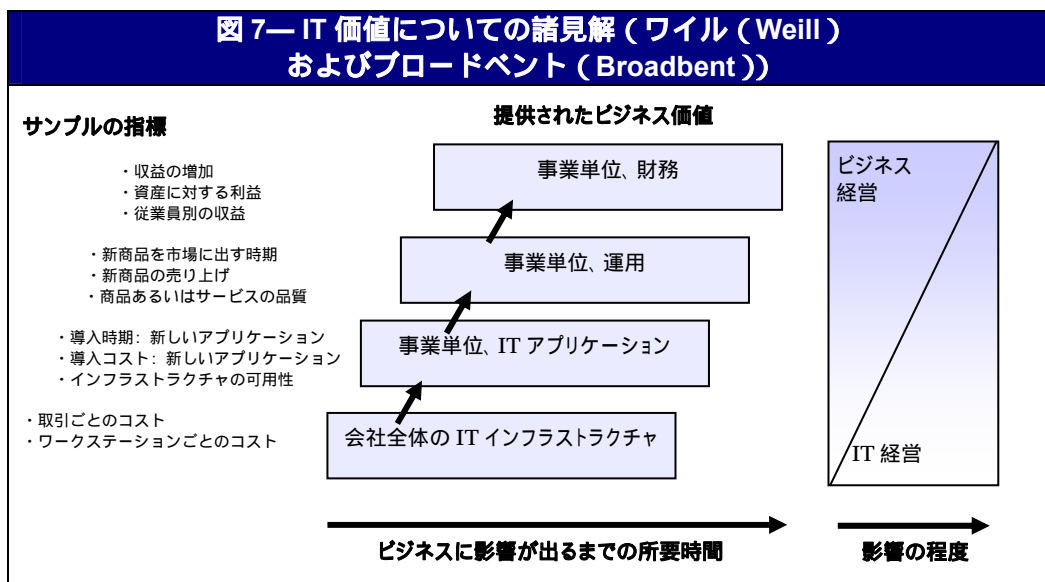 図 7— IT 価値についての諸見解（ワイル（Weill）
およびブロードベント（Broadbent））
サンプルの指標
提供されたビジネス価値
・収益の増加
・資産に対する利益
・従業員別の収益
事業単位、財務
・新商品を市場に出す時期
・新商品の売り上げ
・商品あるいはサービスの品質
事業単位、運用
・導入時期：新しいアプリケーション
・導入コスト：新しいアプリケーション
・インフラストラクチャの可用性
事業単位、IT アプリケーション
・取引ごとのコスト
・ワークステーションごとのコスト
会社全体の IT インフラストラクチャ
ビジネス
経営
IT 経営
ビジネスに影響が出るまでの所要時間
影響の程度